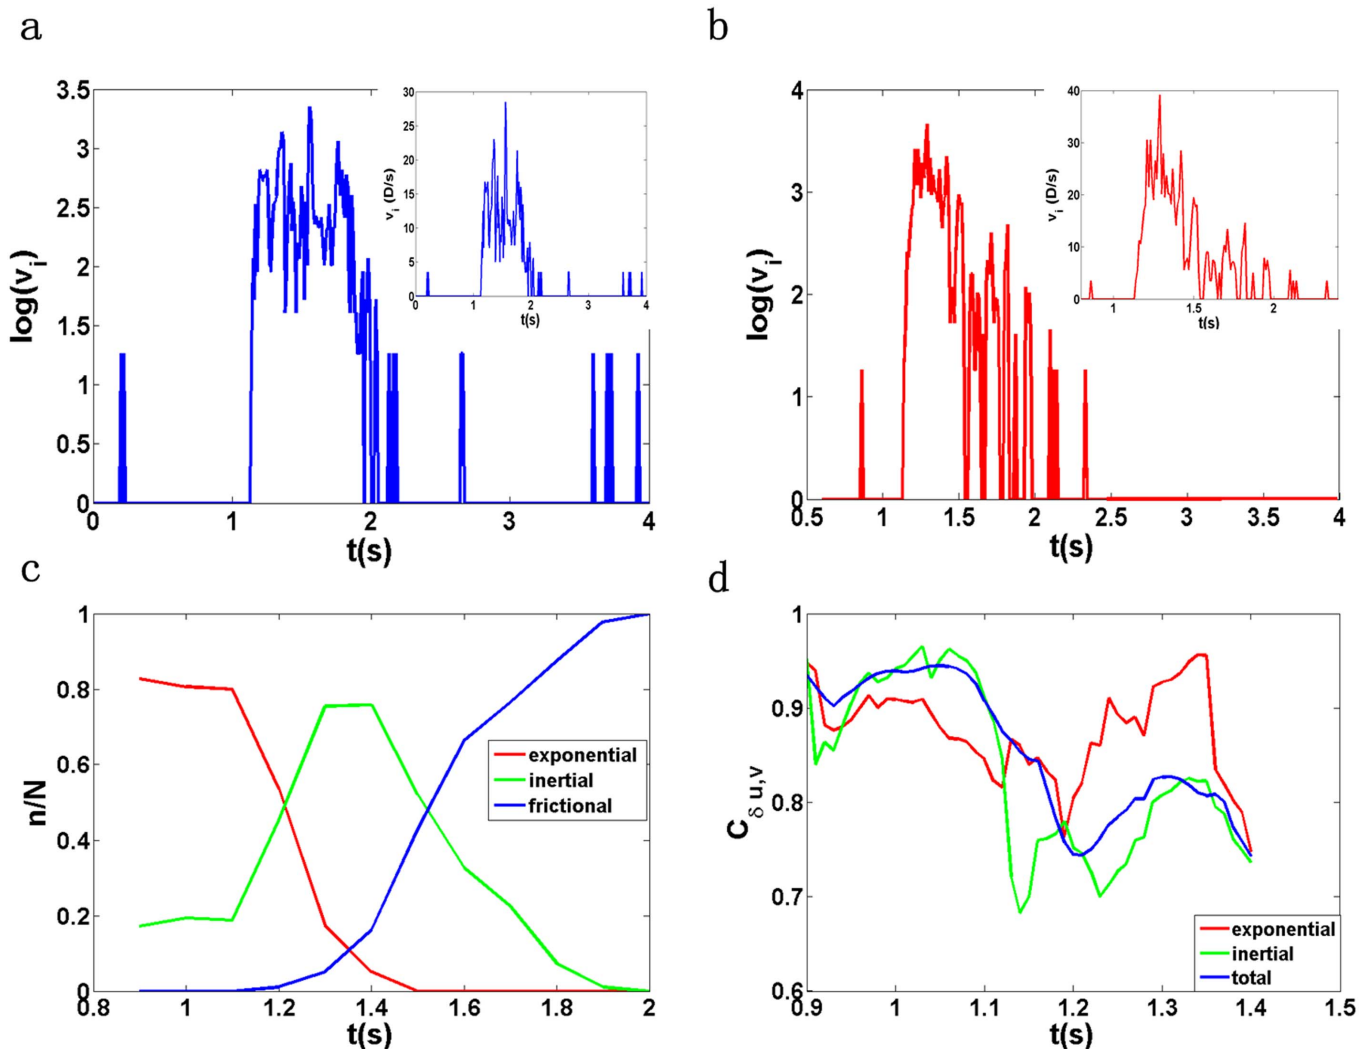 a
3.5
3
2.5
2
1.5
1
0.5
0
log(vi)
0 1 2 3 4
t(s)
30
25
20
15
10
5
0
vi (D/s)
0 1 2 3 4
t(s)
b
4
3
2
1
0
log(vi)
0.5 1 1.5 2 2.5 3 3.5 4
t(s)
40
30
20
10
0
vi (D/s)
1 1.5 2
t(s)
c
1
0.8
0.6
0.4
0.2
0
n/N
0.8 1 1.2 1.4 1.6 1.8 2
t(s)
exponential
inertial
frictional
d
1
0.9
0.8
0.7
0.6
Cδ u,v
0.9 1 1.1 1.2 1.3 1.4 1.5
t(s)
exponential
inertial
total